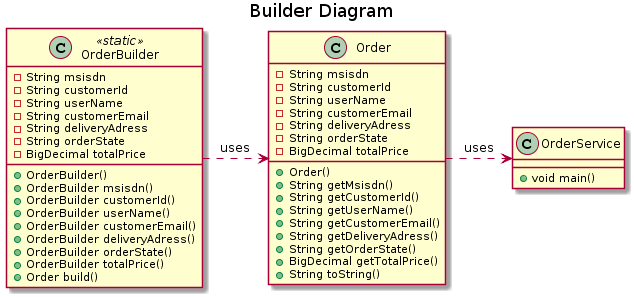 Builder Diagram
C
«static»
OrderBuilder
String msisdn
String customerId
String userName
String customerEmail
String deliveryAdress
String orderState
BigDecimal totalPrice
OrderBuilder()
OrderBuilder msisdn()
OrderBuilder customerId()
OrderBuilder userName()
OrderBuilder customerEmail()
OrderBuilder deliveryAdress()
OrderBuilder orderState()
OrderBuilder totalPrice()
Order build()
uses
C Order
String msisdn
String customerId
String userName
String customerEmail
String deliveryAdress
String orderState
BigDecimal totalPrice
Order()
String getMsisdn()
String getCustomerId()
String getUserName()
String getCustomerEmail()
String getDeliveryAdress()
String getOrderState()
BigDecimal getTotalPrice()
String toString()
uses
C OrderService
void main()